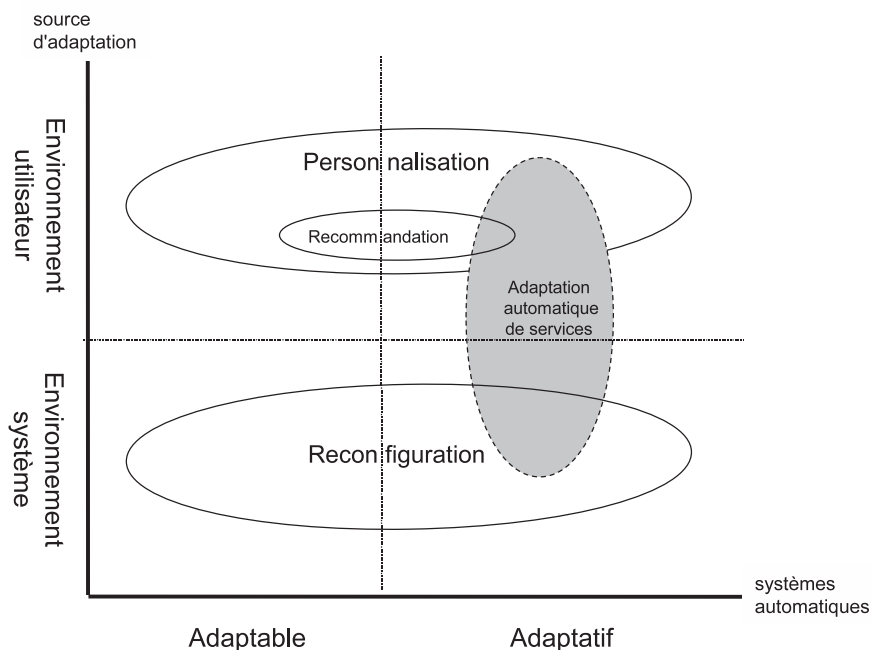 source
d'adaptation
Environnement
utilisateur
Person nalisation
Recomm andation
Adaptation
automatique
de services
Environnement
système
Recon figuration
systèmes
automatiques
Adaptable
Adaptatif